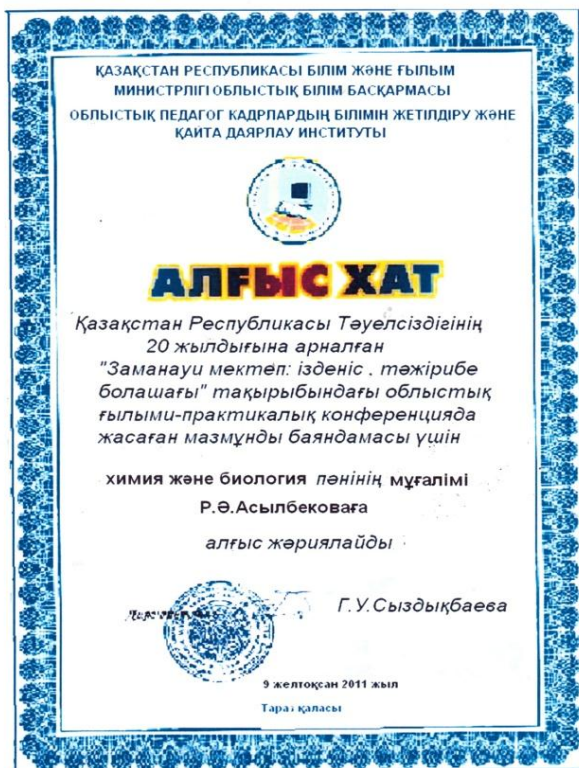 ҚАЗАҚСТАН РЕСПУБЛИКАСЫ БІЛІМ ЖӘНЕ ҒЫЛЫМ
МИНИСТРЛІГІ ОБЛЫСТЫҚ БІЛІМ БАСҚАРМАСЫ
ОБЛЫСТЫҚ ПЕДАГОГ КАДРЛАРДЫҢ БІЛІМІН ЖЕТІЛДІРУ ЖӘНЕ
ҚАЙТА ДАЯРЛАУ ИНСТИТУТЫ
АЛҒЫС ХАТ
Қазақстан Республикасы Тәуелсіздігінің
20 жылдығына арналған
"Заманауи мектеп: ізденіс . тәжірибе
болашағы" тақырыбындағы облыстық
ғылыми-практикалық конференцияда
жасаған мазмұнды баяндамасы үшін
химия және биология пәнінің мұғалімі
Р.Ә.Асылбековаға
алғыс жәриялайды
Г.У.Сыздықбаева
9 желтоқсан 2011 жыл
Тараз қаласы